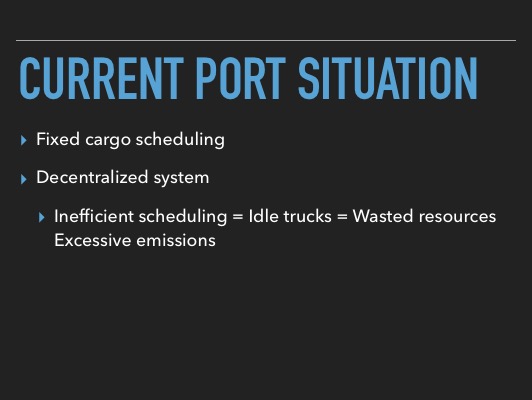 CURRENT PORT SITUATION
Fixed cargo scheduling
Decentralized system
Inefficient scheduling = Idle trucks = Wasted resources
Excessive emissions